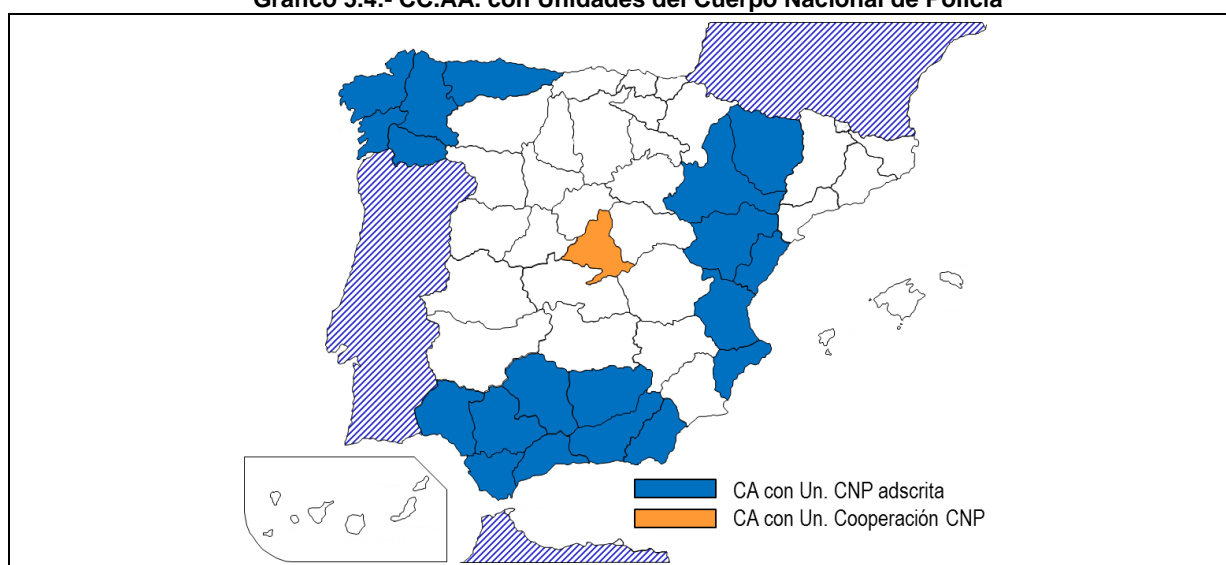 Gráfico 5.4.- CC.AA. con Unidades del Cuerpo Nacional de Policía
CA con Un. CNP adscrita
CA con Un. Cooperación CNP